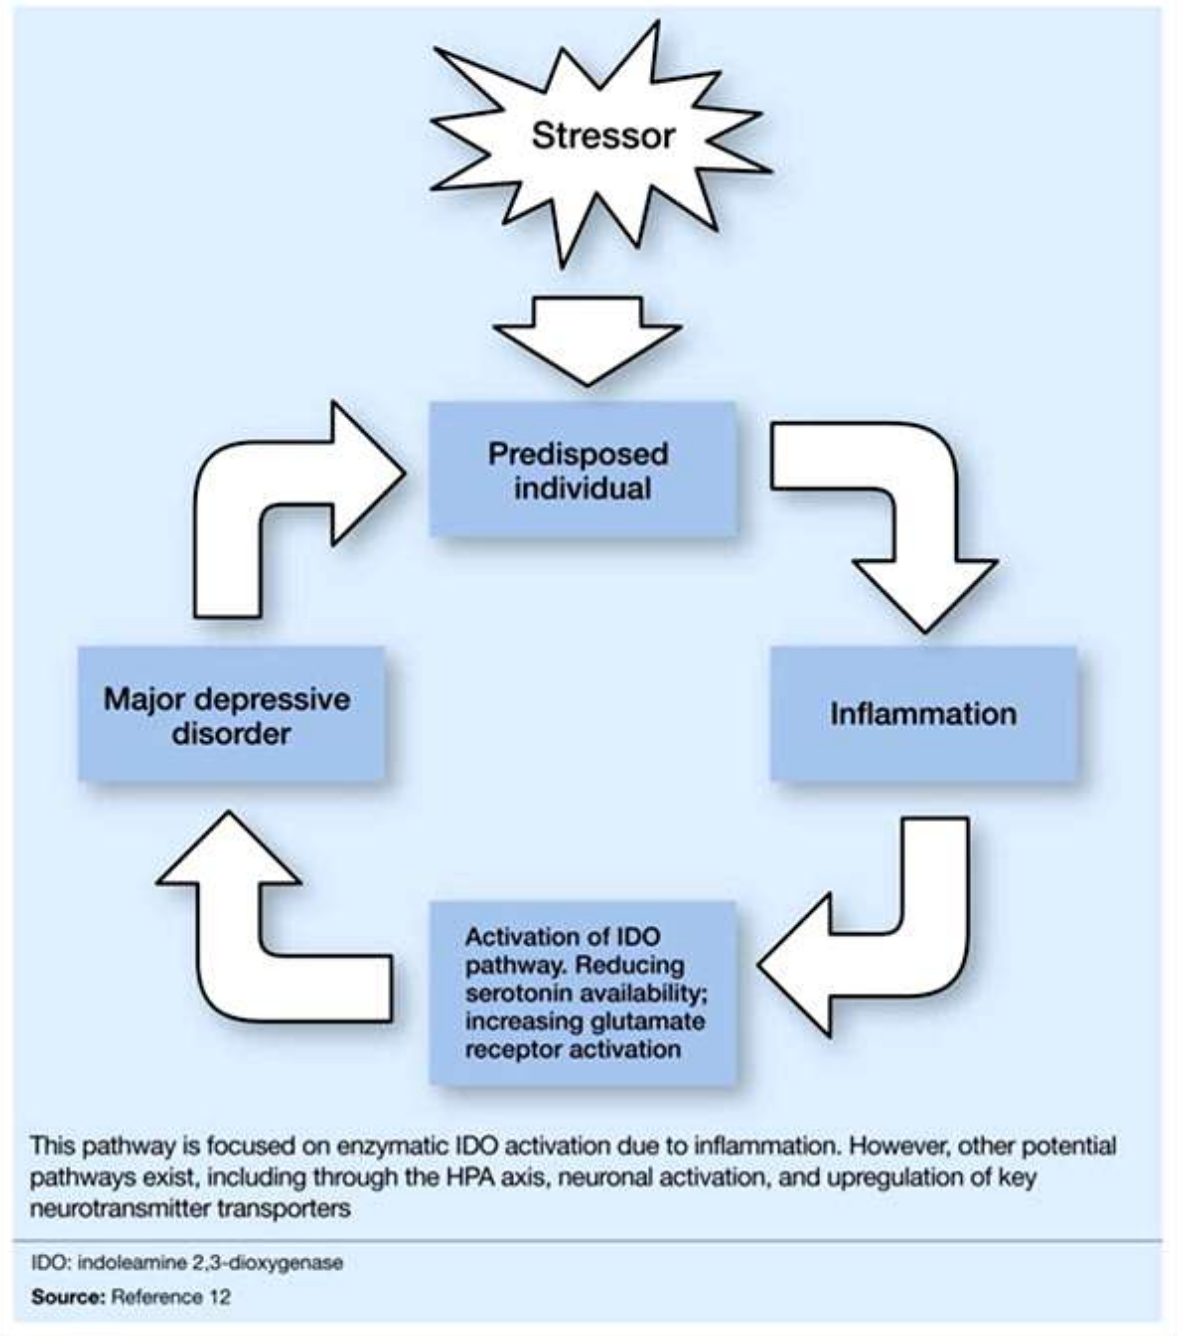 Stressor
Predisposed
individual
Major depressive
disorder
Inflammation
Activation of IDO
pathway. Reducing
serotonin availability;
increasing glutamate
receptor activation
This pathway is focused on enzymatic IDO activation due to inflammation. However, other potential
pathways exist, including through the HPA axis, neuronal activation, and upregulation of key
neurotransmitter transporters
IDO: indoleamine 2,3-dioxygenase
Source: Reference 12